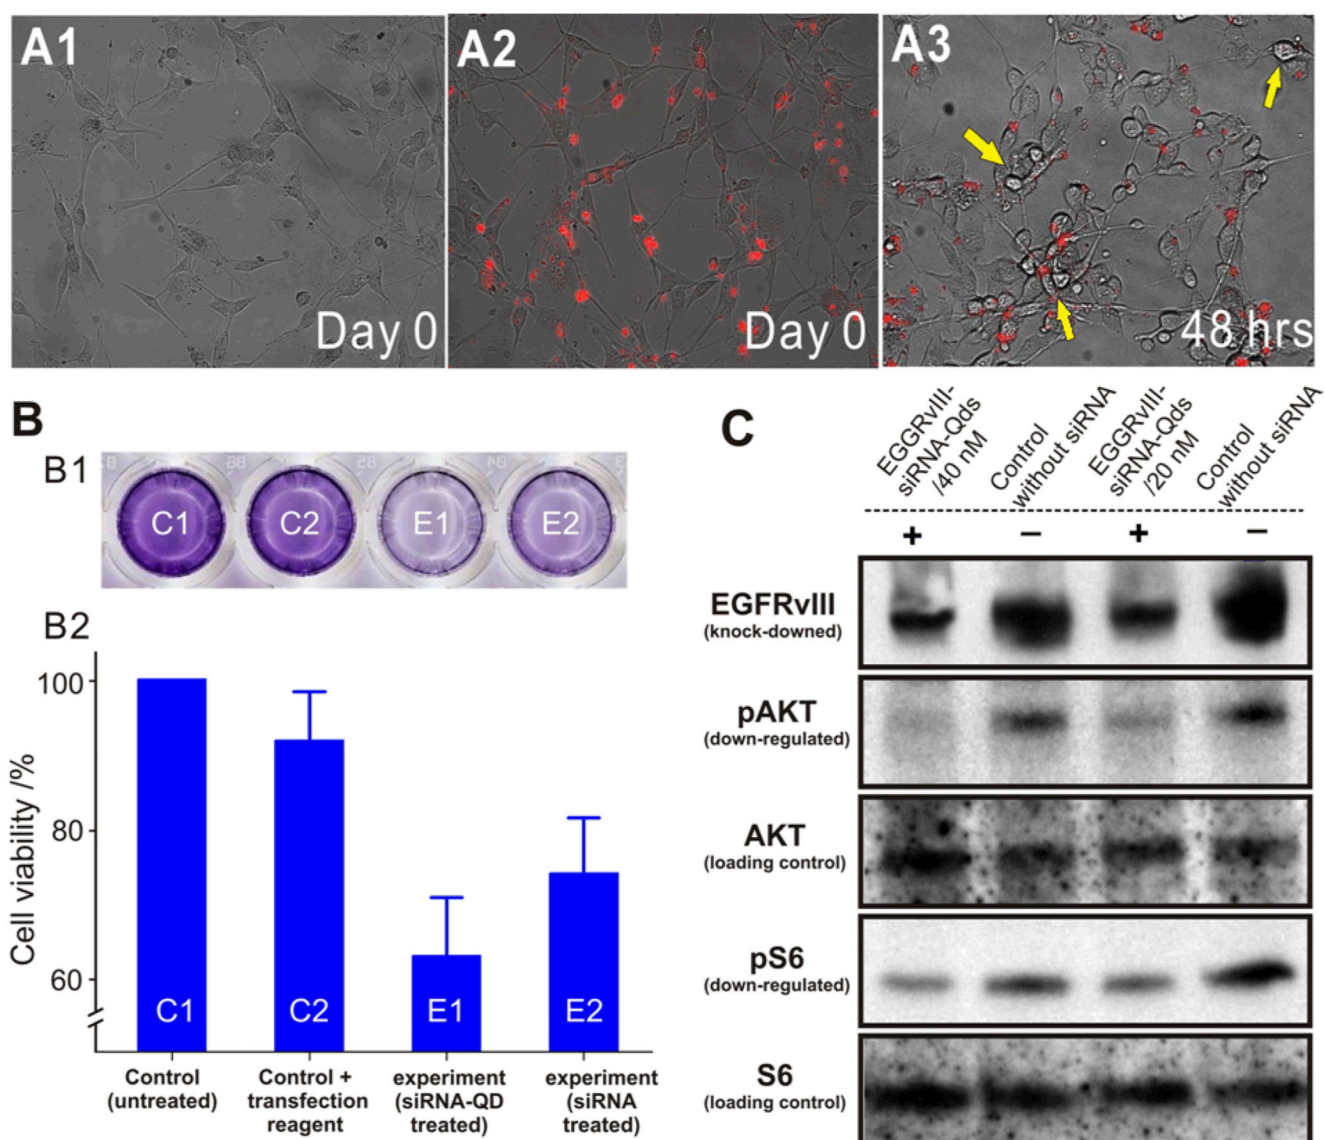 A1
Day 0
A2
Day 0
A3
48 hrs
B
B1
C1
C2
E1
E2
B2
Cell viability /%
100
80
60
C1
C2
E1
E2
Control
(untreated)
Control +
transfection
reagent
experiment
(siRNA-QD
treated)
experiment
(siRNA
treated)
C
EGGRvIII-
siRNA-Qds
/40 nM
Control
without siRNA
EGGRvIII-
siRNA-Qds
/20 nM
Control
without siRNA
+ – + –
EGFRvIII
(knock-downed)
pAKT
(down-regulated)
AKT
(loading control)
pS6
(down-regulated)
S6
(loading control)